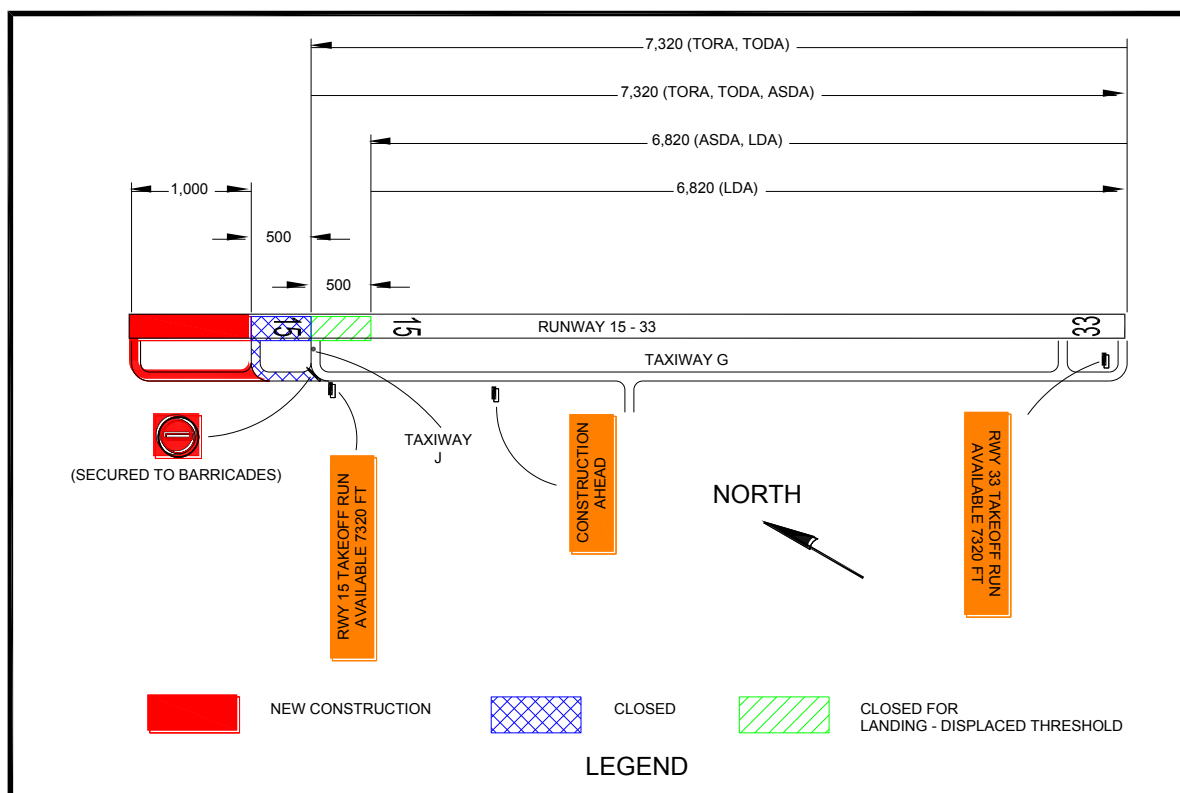 7,320 (TORA, TODA)
7,320 (TORA, TODA, ASDA)
6,820 (ASDA, LDA)
1,000
6,820 (LDA)
500
500
15
15
RUNWAY 15 - 33
33
TAXIWAY G
TAXIWAY
J
(SECURED TO BARRICADES)
RWY 15 TAKEOFF RUN
AVAILABLE 7320 FT
CONSTRUCTION
AHEAD
NORTH
RWY 33 TAKEOFF RUN
AVAILABLE 7320 FT
NEW CONSTRUCTION
CLOSED
CLOSED FOR
LANDING - DISPLACED THRESHOLD
LEGEND